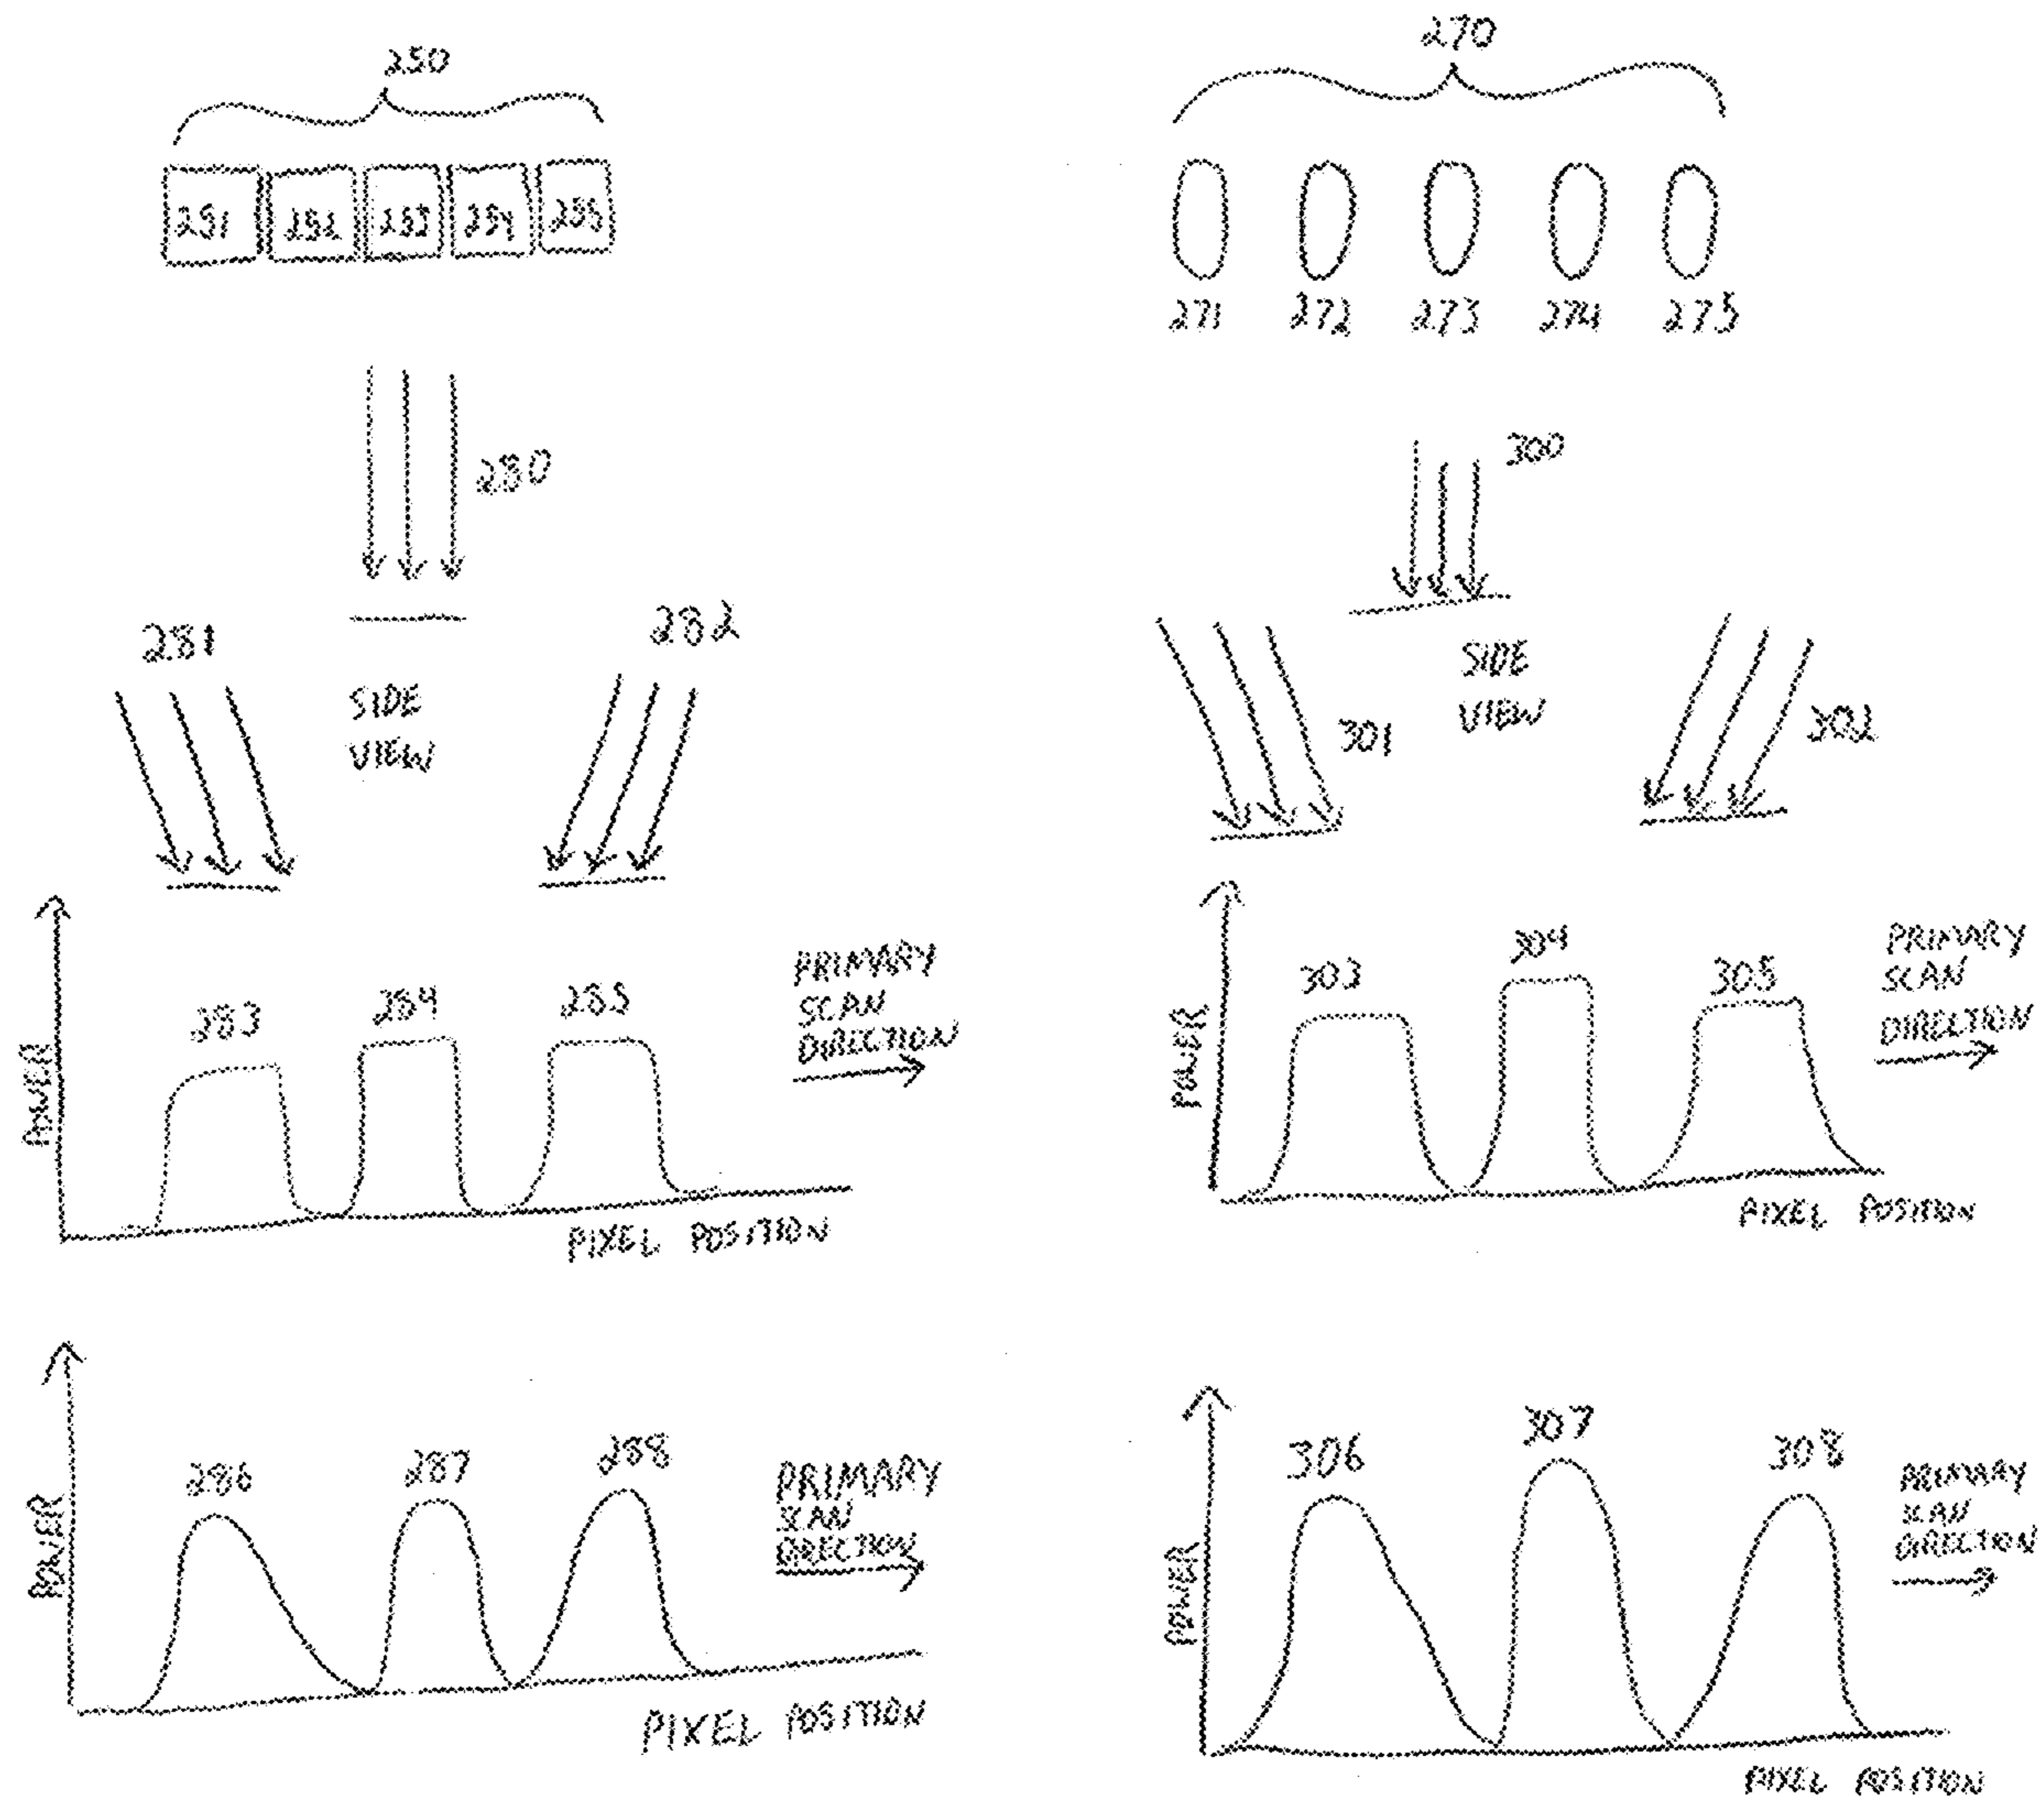 250
270
251 252 253 254 255
271 272 273 274 275
280
300
281
282
SIDE
VIEW
SIDE
VIEW
301
302
283
284
285
PRIMARY
SCAN
DIRECTION
POWER
PIXEL POSITION
303
304
305
PRIMARY
SCAN
DIRECTION
POWER
PIXEL POSITION
286
287
288
PRIMARY
SCAN
DIRECTION
POWER
PIXEL POSITION
306
307
308
PRIMARY
SCAN
DIRECTION
POWER
PIXEL POSITION